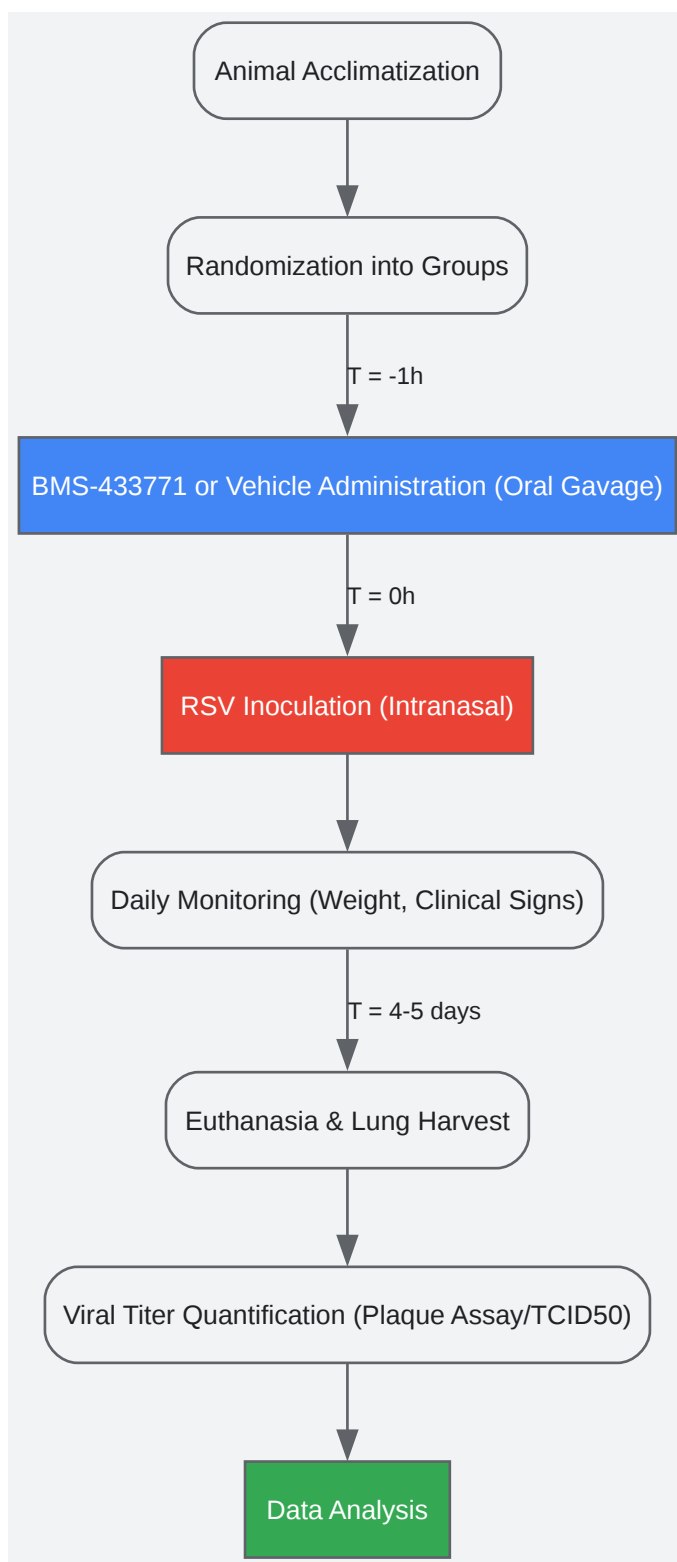 Animal Acclimatization
Randomization into Groups
T = -1h
BMS-433771 or Vehicle Administration (Oral Gavage)
T = 0h
RSV Inoculation (Intranasal)
Daily Monitoring (Weight, Clinical Signs)
T = 4-5 days
Euthanasia & Lung Harvest
Viral Titer Quantification (Plaque Assay/TCID50)
Data Analysis